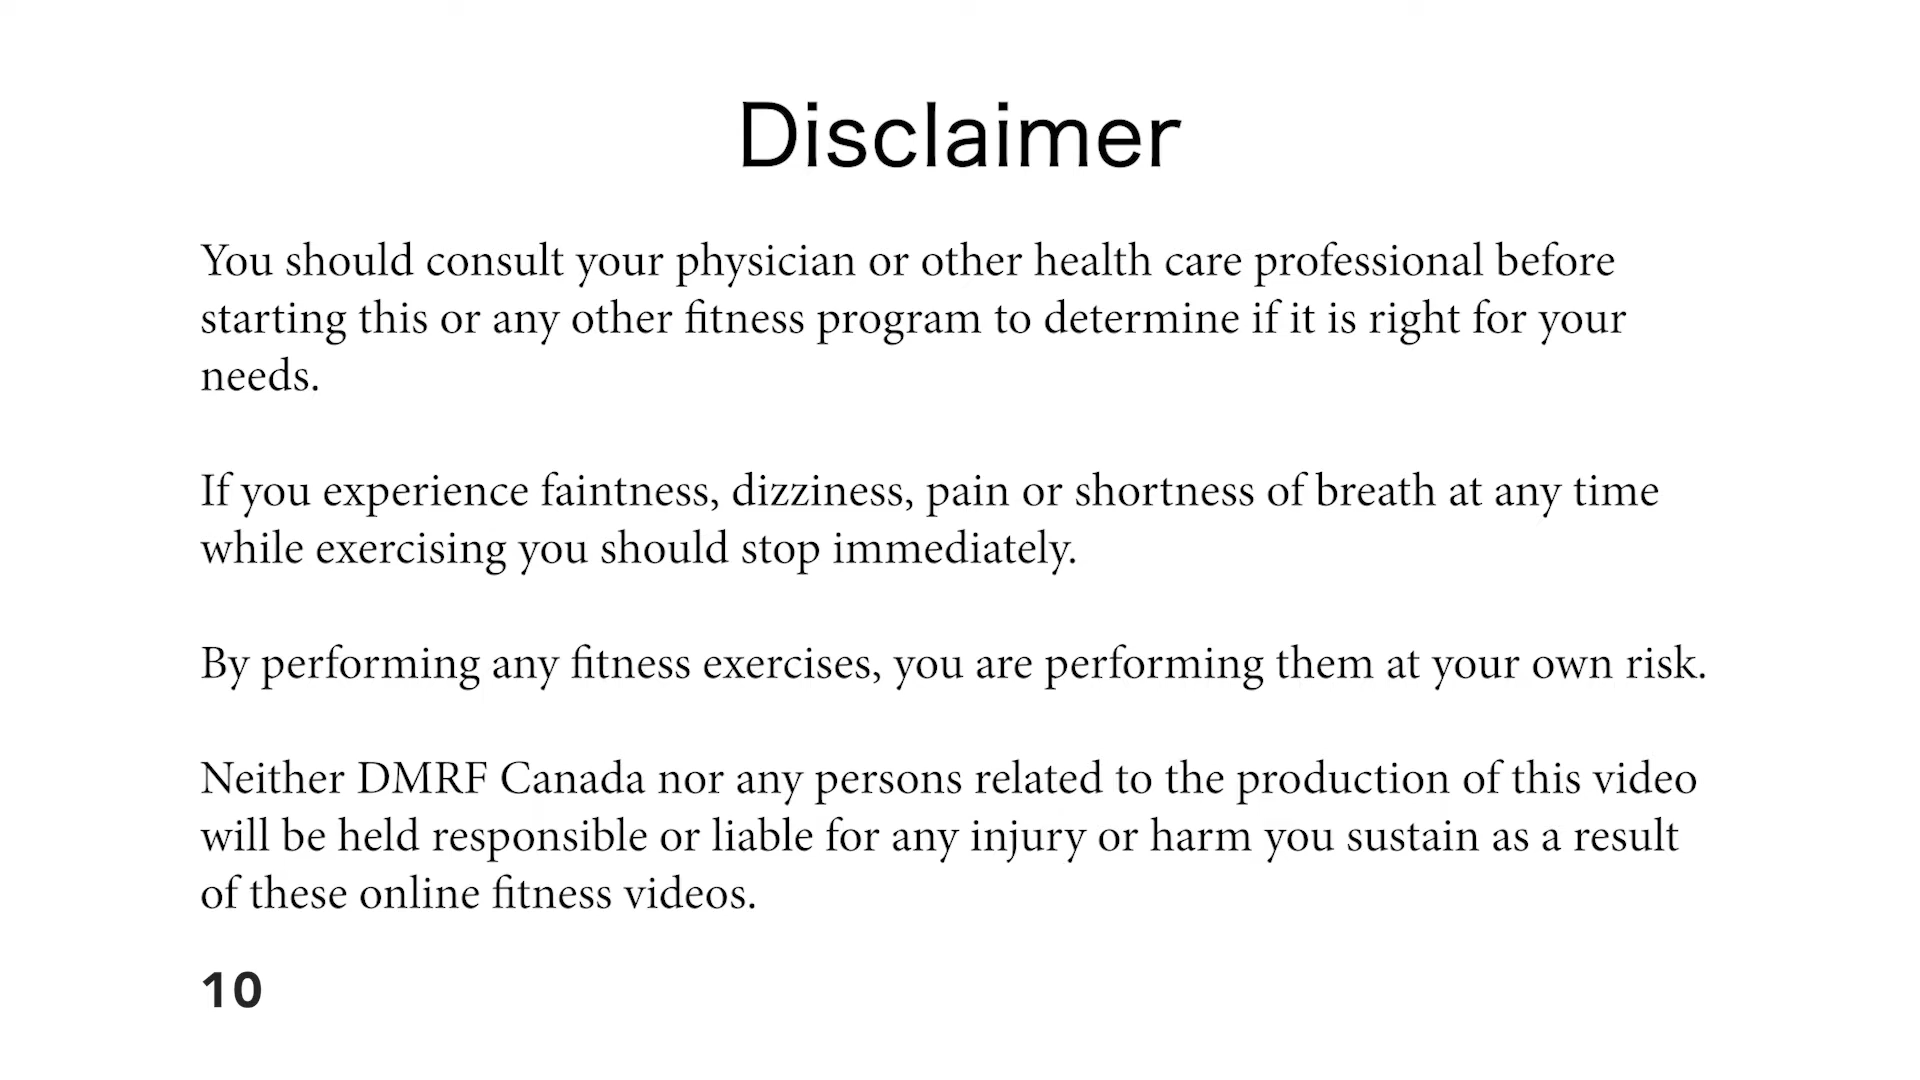 Disclaimer
You should consult your physician or other health care professional before
starting this or any other fitness program to determine if it is right for your
needs.
If you experience faintness, dizziness, pain or shortness of breath at any time
while exercising you should stop immediately.
By performing any fitness exercises, you are performing them at your own risk.
Neither DMRF Canada nor any persons related to the production of this video
will be held responsible or liable for any injury or harm you sustain as a result
of these online fitness videos.
10